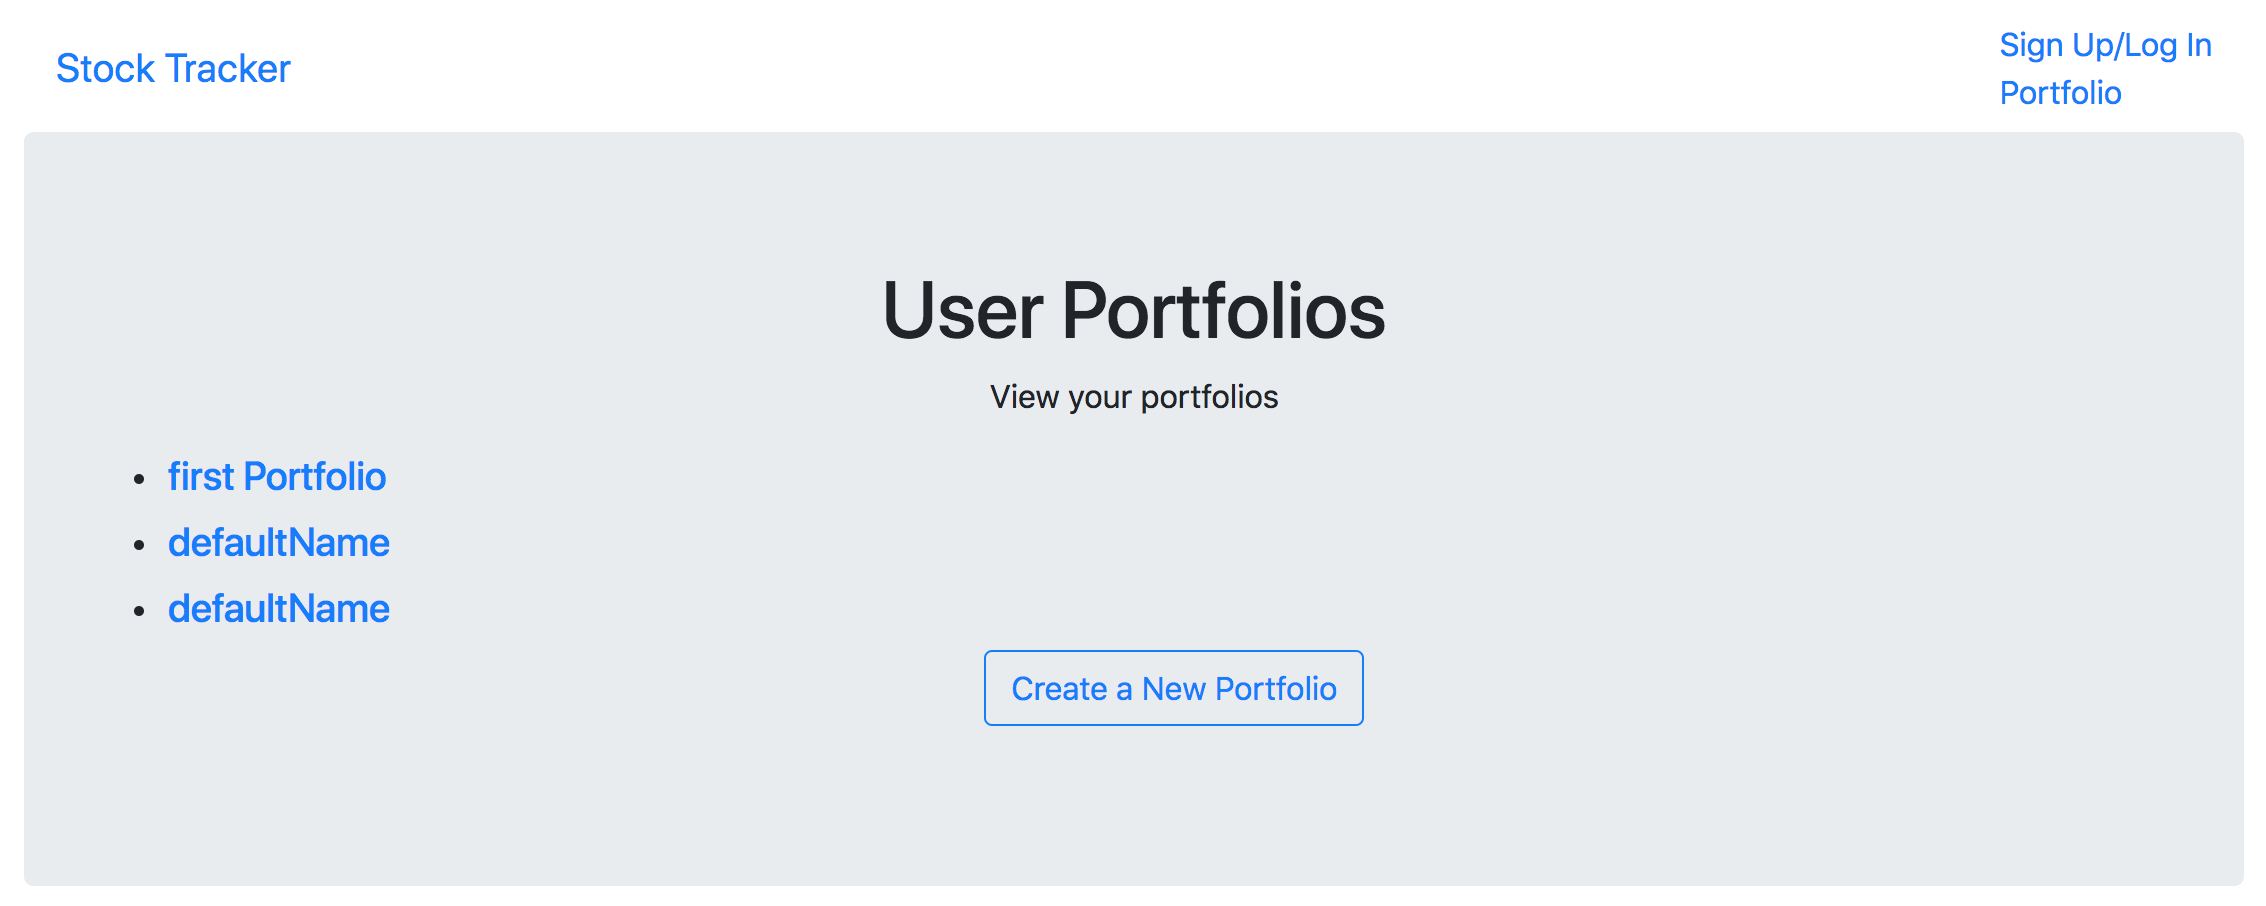 Stock Tracker
Sign Up/Log In
Portfolio
User Portfolios
View your portfolios
first Portfolio
defaultName
defaultName
Create a New Portfolio